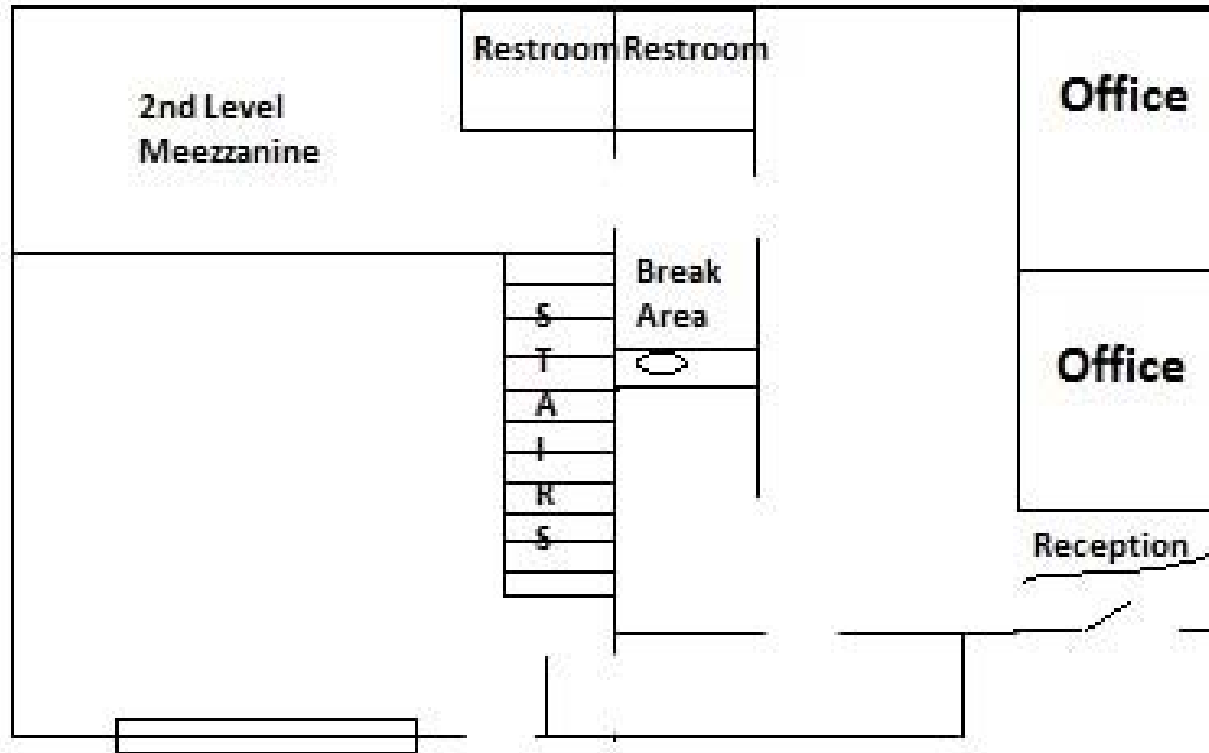 Restroom Restroom
Office
2nd Level
Meezzanine
Break
Area
S
T
A
I
R
S
Office
Reception